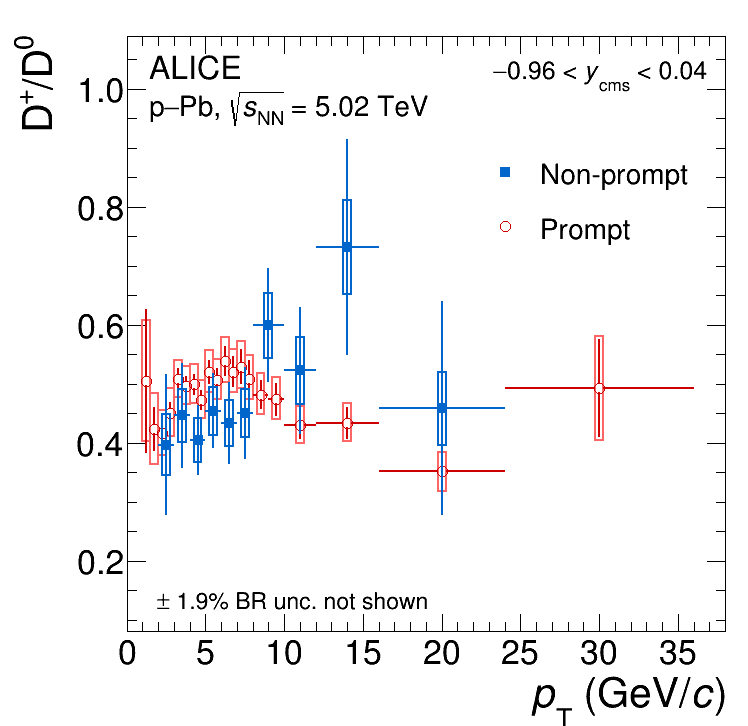 ALICE
−0.96 < y_cms < 0.04
p–Pb, √s_NN = 5.02 TeV
Non-prompt
Prompt
± 1.9% BR unc. not shown
D⁺/D⁰
1.0
0.8
0.6
0.4
0.2
0 5 10 15 20 25 30 35
p_T (GeV/c)